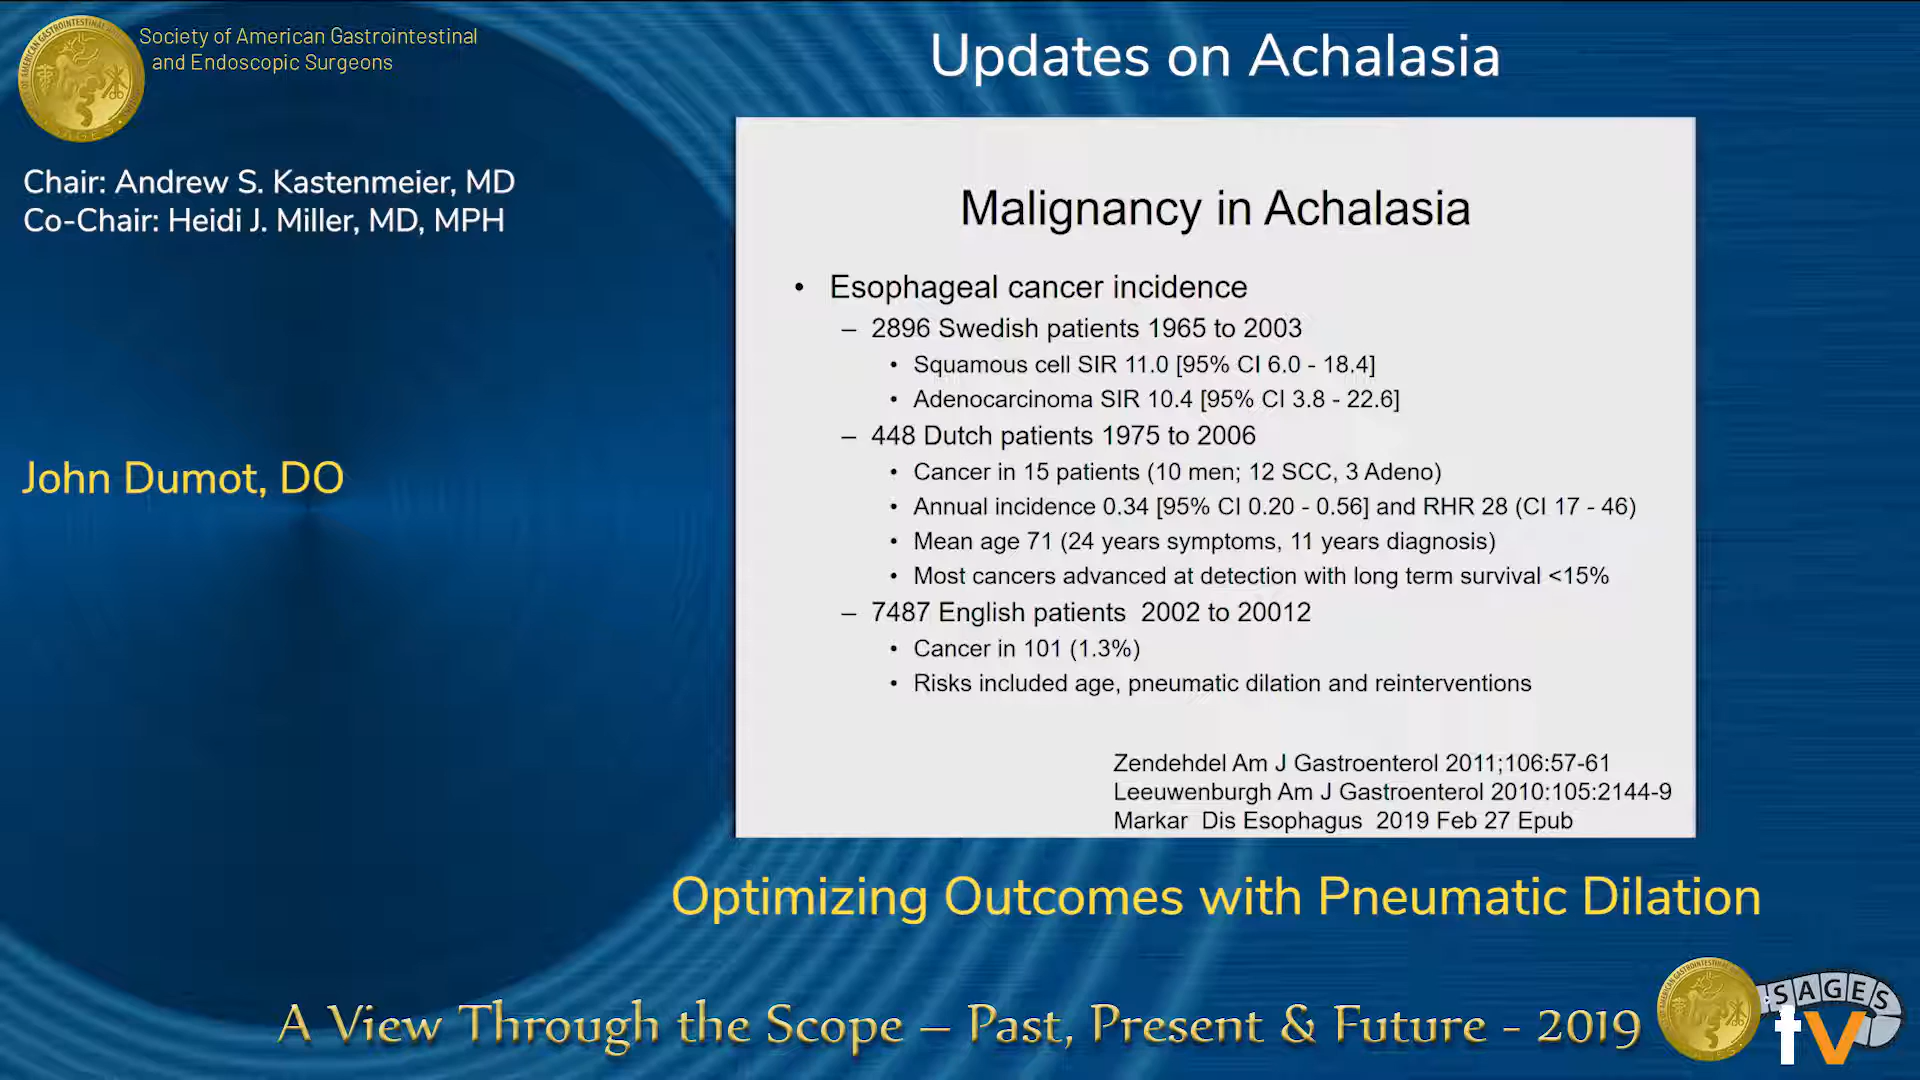 Society of American Gastrointestinal
and Endoscopic Surgeons
Updates on Achalasia
Chair: Andrew S. Kastenmeier, MD
Co-Chair: Heidi J. Miller, MD, MPH
John Dumot, DO
Malignancy in Achalasia
• Esophageal cancer incidence
– 2896 Swedish patients 1965 to 2003
• Squamous cell SIR 11.0 [95% CI 6.0 - 18.4]
• Adenocarcinoma SIR 10.4 [95% CI 3.8 - 22.6]
– 448 Dutch patients 1975 to 2006
• Cancer in 15 patients (10 men; 12 SCC, 3 Adeno)
• Annual incidence 0.34 [95% CI 0.20 - 0.56] and RHR 28 (CI 17 - 46)
• Mean age 71 (24 years symptoms, 11 years diagnosis)
• Most cancers advanced at detection with long term survival <15%
– 7487 English patients 2002 to 20012
• Cancer in 101 (1.3%)
• Risks included age, pneumatic dilation and reinterventions
Zendehdel Am J Gastroenterol 2011;106:57-61
Leeuwenburgh Am J Gastroenterol 2010:105:2144-9
Markar Dis Esophagus 2019 Feb 27 Epub
Optimizing Outcomes with Pneumatic Dilation
A View Through the Scope – Past, Present & Future - 2019
SAGES
tv